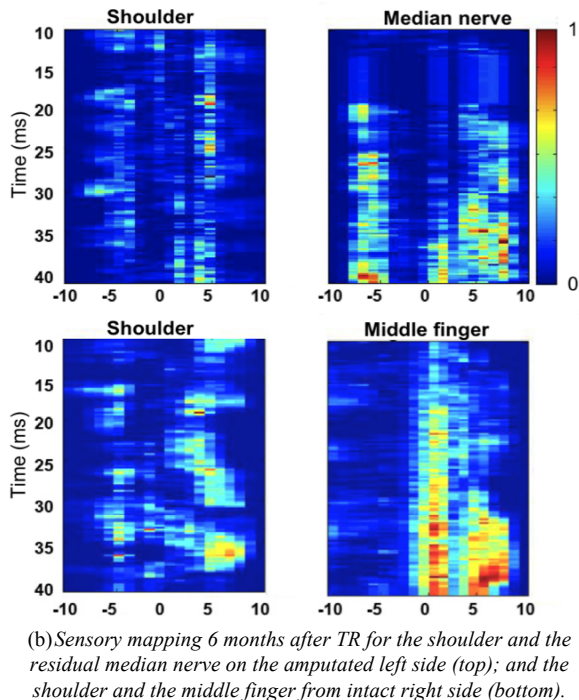 Shoulder
Median nerve
10
15
20
25
30
35
40
Time (ms)
-10 -5 0 5 10
-10 -5 0 5 10
1
0
Shoulder
Middle finger
10
15
20
25
30
35
40
Time (ms)
-10 -5 0 5 10
-10 -5 0 5 10
(b) Sensory mapping 6 months after TR for the shoulder and the
residual median nerve on the amputated left side (top); and the
shoulder and the middle finger from intact right side (bottom).